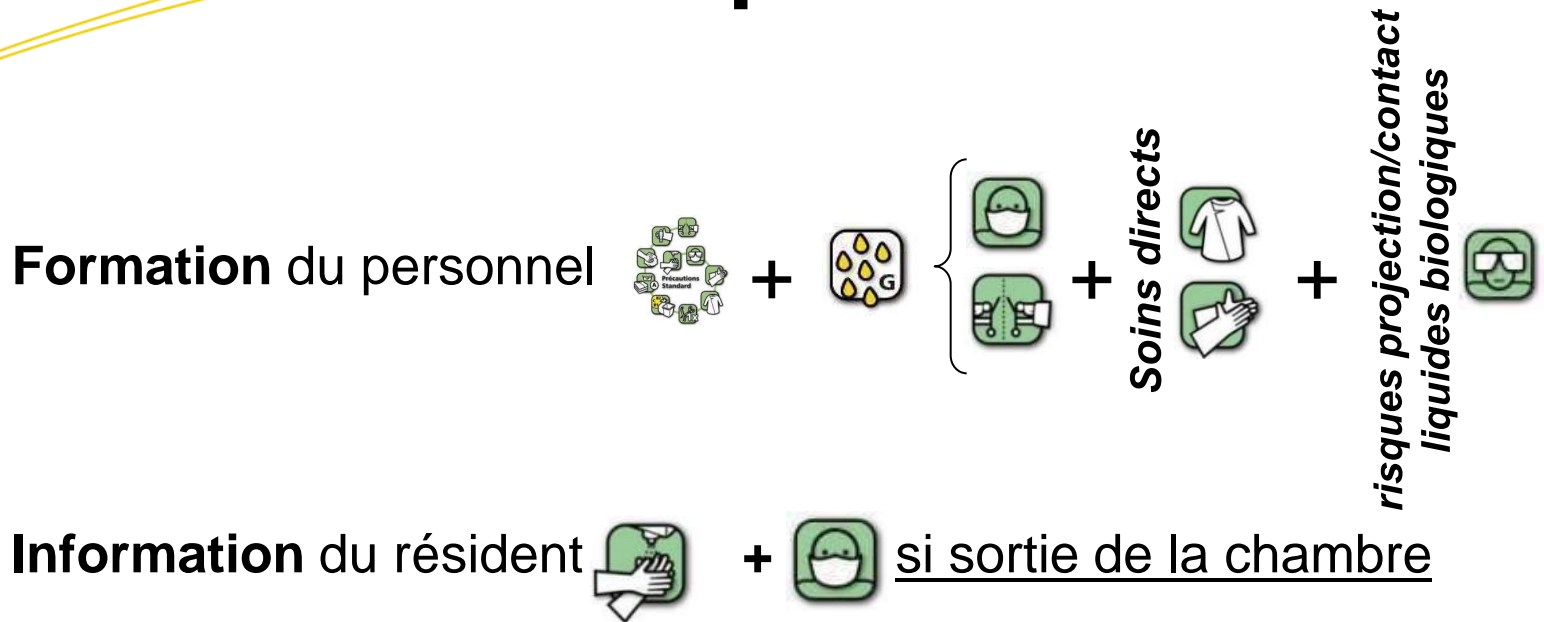 Formation du personnel
Précautions
Standard
+
G
+
Soins directs
+
risques projection/contact
liquides biologiques
Information du résident
+
si sortie de la chambre